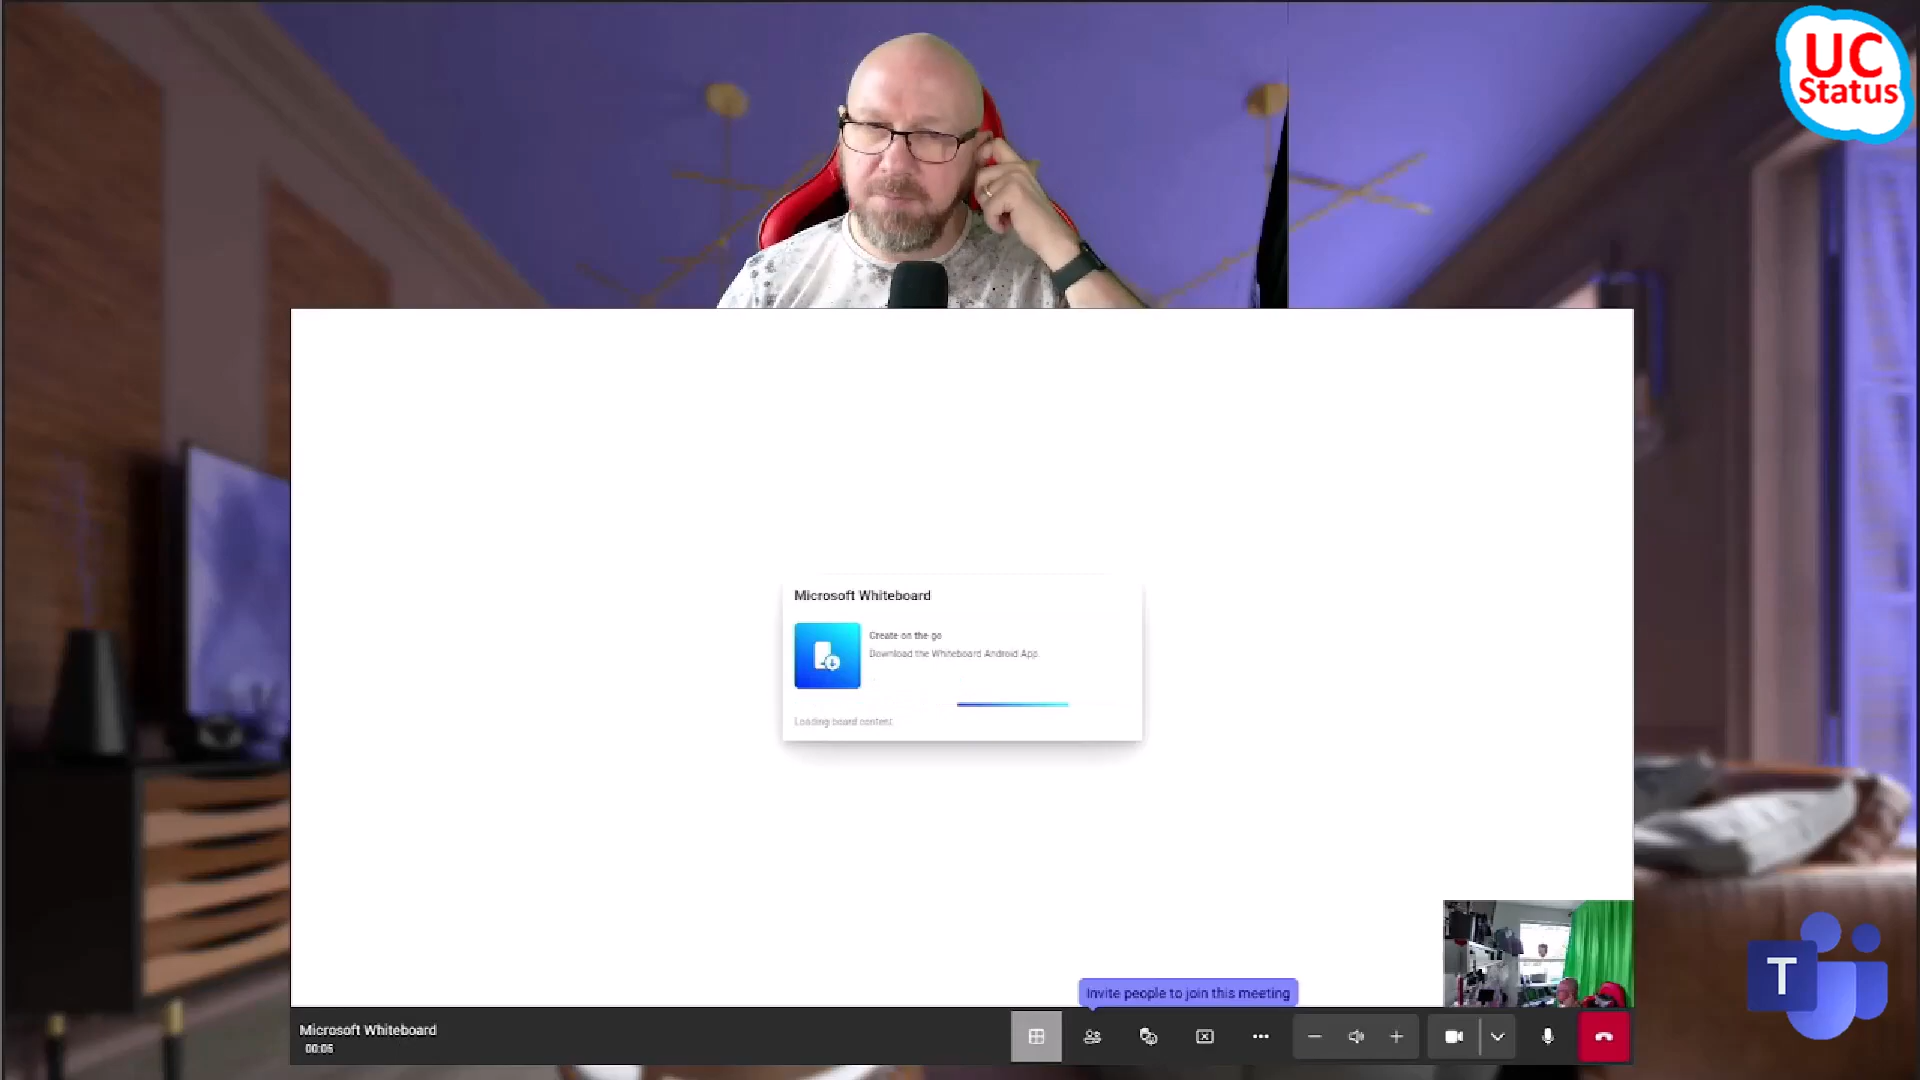 UC
Status
Microsoft Whiteboard
Create on the go
Download the Whiteboard Android App.
Loading board content
Invite people to join this meeting
Microsoft Whiteboard
00:05
T